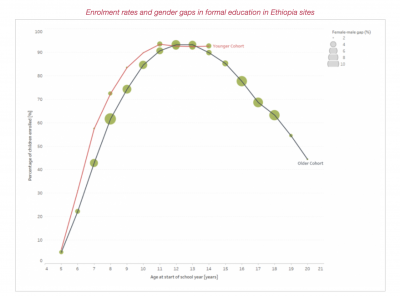 Enrolment rates and gender gaps in formal education in Ethiopia sites
Female-male gap (%)
2
4
6
8
10
100
90
80
70
60
50
40
30
20
10
0
Percentage of children enrolled [%]
Younger Cohort
Older Cohort
4 5 6 7 8 9 10 11 12 13 14 15 16 17 18 19 20 21
Age at start of school year [years]